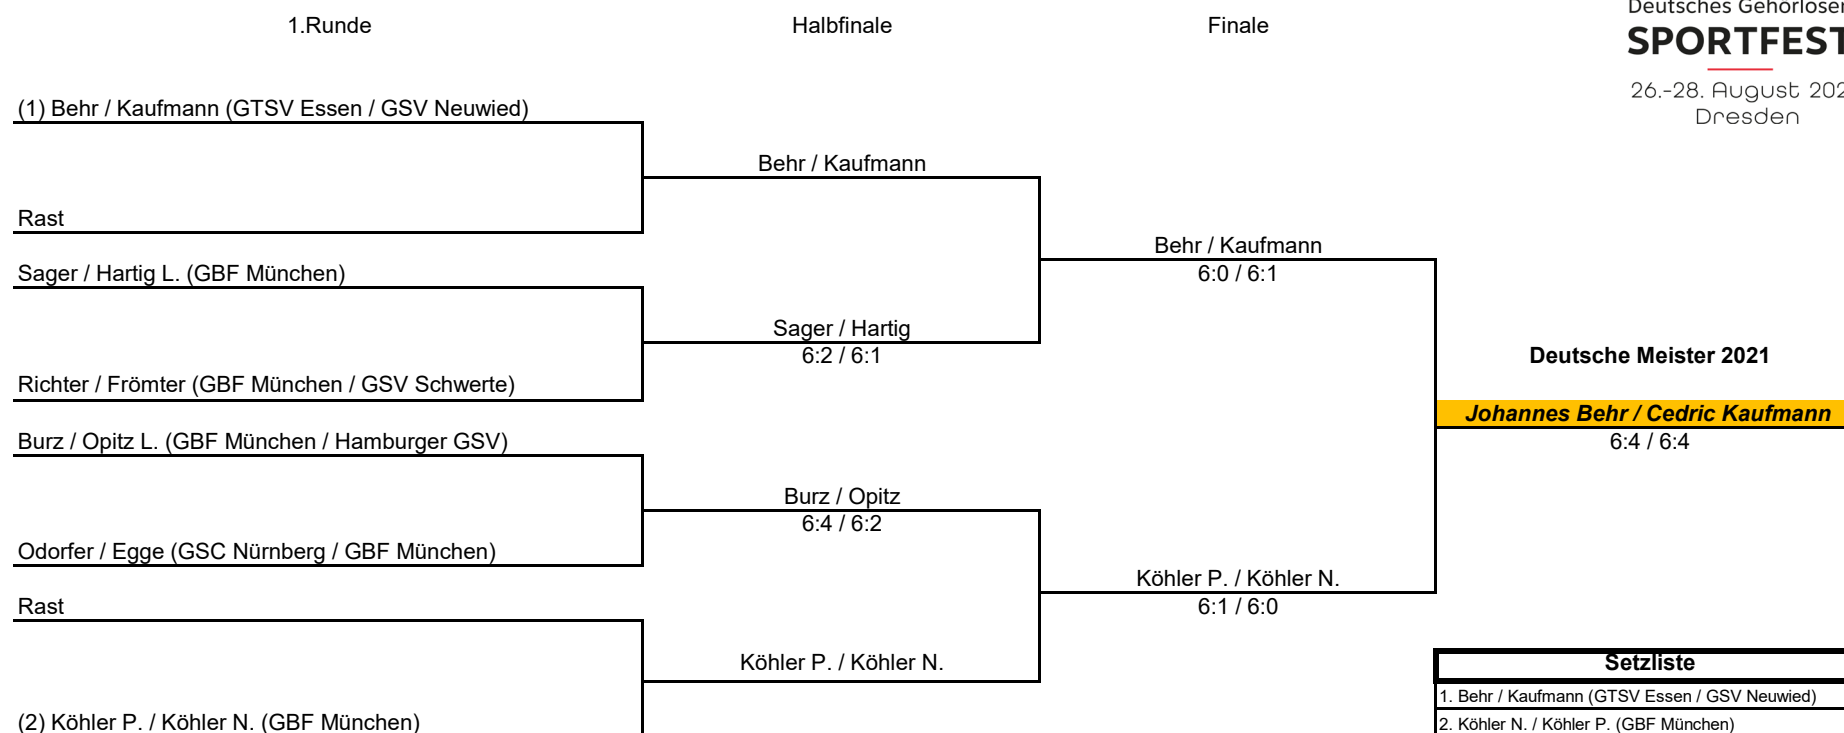 1.Runde
Halbfinale
Finale
SPORTFEST
26.-28. August
Dresden
(1) Behr / Kaufmann (GTSV Essen / GSV Neuwied)
Behr / Kaufmann
Rast
Behr / Kaufmann
6:0 / 6:1
Sager / Hartig L. (GBF München)
Sager / Hartig
6:2 / 6:1
Deutsche Meister 2021
Richter / Frömter (GBF München / GSV Schwerte)
Johannes Behr / Cedric Kaufmann
6:4 / 6:4
Burz / Opitz L. (GBF München / Hamburger GSV)
Burz / Opitz
6:4 / 6:2
Odorfer / Egge (GSC Nürnberg / GBF München)
Köhler P. / Köhler N.
6:1 / 6:0
Rast
Köhler P. / Köhler N.
Setzliste
1. Behr / Kaufmann (GTSV Essen / GSV Neuwied)
(2) Köhler P. / Köhler N. (GBF München)
2. Köhler N. / Köhler P. (GBF München)